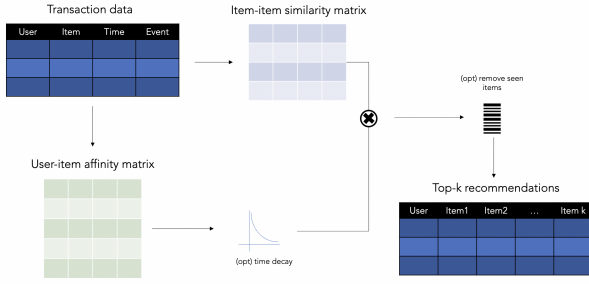 Transaction data
User Item Time Event
Item-item similarity matrix
(opt) remove seen
items
User-item affinity matrix
(opt) time decay
Top-k recommendations
User Item1 Item2 ... Item k